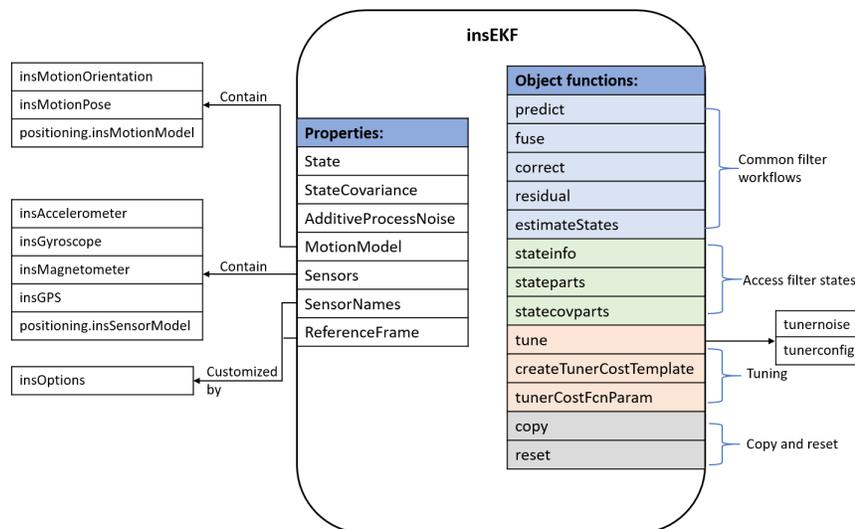 insEKF
insMotionOrientation
insMotionPose
positioning.insMotionModel
Contain
insAccelerometer
insGyroscope
insMagnetometer
insGPS
positioning.insSensorModel
Contain
insOptions
Customized
by
Properties:
State
StateCovariance
AdditiveProcessNoise
MotionModel
Sensors
SensorNames
ReferenceFrame
Object functions:
predict
fuse
correct
residual
estimateStates
stateinfo
stateparts
statecovparts
tune
createTunerCostTemplate
tunerCostFcnParam
copy
reset
Common filter
workflows
Access filter states
tunernoise
tunerconfig
Tuning
Copy and reset